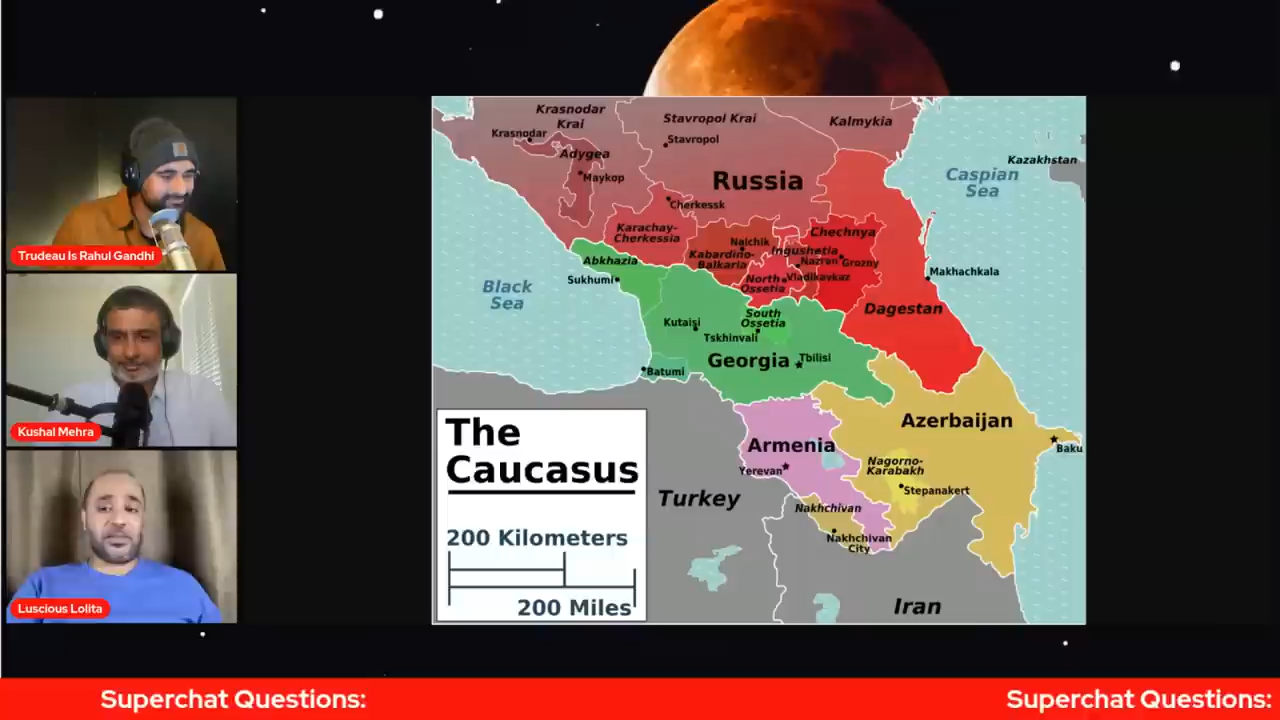 Trudeau Is Rahul Gandhi
Kushal Mehra
Luscious Lolita
Krasnodar
Krai
Stavropol Krai
Kalmykia
Krasnodar
Stavropol
Adygea
Maykop
Russia
Kazakhstan
Caspian
Sea
Cherkessk
Karachay-
Cherkessia
Nalchik
Kabardino-
Balkaria
Chechnya
Ingushetia
Nazran
Grozny
North
Ossetia
Vladikavkaz
Makhachkala
Dagestan
Abkhazia
Sukhumi
Black
Sea
Kutaisi
South
Ossetia
Tskhinvali
Georgia
Tbilisi
Batumi
Azerbaijan
Baku
Armenia
Yerevan
Nagorno-
Karabakh
Stepanakert
Nakhchivan
Nakhchivan
City
Turkey
Iran
The
Caucasus
200 Kilometers
200 Miles
Superchat Questions:
Superchat Questions: